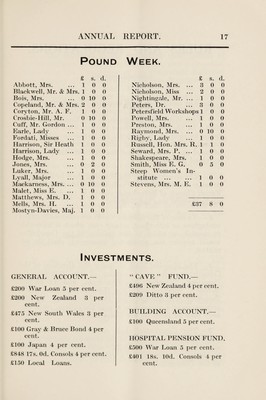 ANNUAL REPORT. 17
POUND WEEK.
£ s. d.
Abbott, Mrs. ... 1 0 0
Blackwell, Mr. & Mrs. 1 0 0
Bois, Mrs. ... 0 10 0
Copeland, Mr. & Mrs. 2 0 0
Coryton, Mr. A. F. 1 0 0
Crosbie-Hill, Mr. 0 10 0
Cuff, Mr. Gordon ... 1 0 0
Earle, Lady ... 1 0 0
Fordati, Misses ... 1 0 0
Harrison, Sir Heath 1 0 0
Harrison, Lady ... 1 0 0
Hodge, Mrs. ... 1 0 0
Jones, Mrs. ... 0 2 0
Luker, Mrs. ... 1 0 0
Lyall, Major ... 1 0 0
Mackarness, Mrs. ... 0 10 0
Malet, Miss E. ... 1 0 0
Matthews, Mrs. D. 1 0 0
Mells, Mrs. H. ... 1 0 0
Mostyn-Davies, Maj. 1 0 0
£ s. d.
Nicholson, Mrs. ... 3 0 0
Nicholson, Miss ... 2 0 0
Nightingale, Mr. ... 1 0 0
Peters, Dr. ... 3 0 0
Petersfield Workshops 1 0 0
Powell, Mrs. ... 1 0 0
Preston, Mrs. ... 1 0 0
Raymond, Mrs. ... 0 10 0
Rigby, Lady ... 1 0 0
Russell, Hon. Mrs. R. 1 1 0
Seward, Mrs. P. ... 1 0 0
Shakespeare, Mrs. 1 0 0
Smith, Miss E. G. 0 5 0
Steep Women's In-
stitute ... ... 1 0 0
Stevens, Mrs. M. E. 1 0 0
£37 8 0
INVESTMENTS.
GENERAL ACCOUNT.—
£200 War Loan 5 per cent.
£200 New Zealand 3 per
cent.
£475 New South Wales 3 per
cent.
£100 Gray & Bruce Bond 4 per
cent.
£100 Japan 4 per cent.
£848 17s. 0d. Consols 4 per cent.
£150 Local Loans.
" CAVE " FUND.—
£496 New Zealand 4 per cent.
£209 Ditto 3 per cent.
BUILDING ACCOUNT.—
£100 Queensland 5 per cent.
HOSPITAL PENSION FUND.
£500 War Loan 5 per cent.
£401 18s. 10d. Consols 4 per
cent.